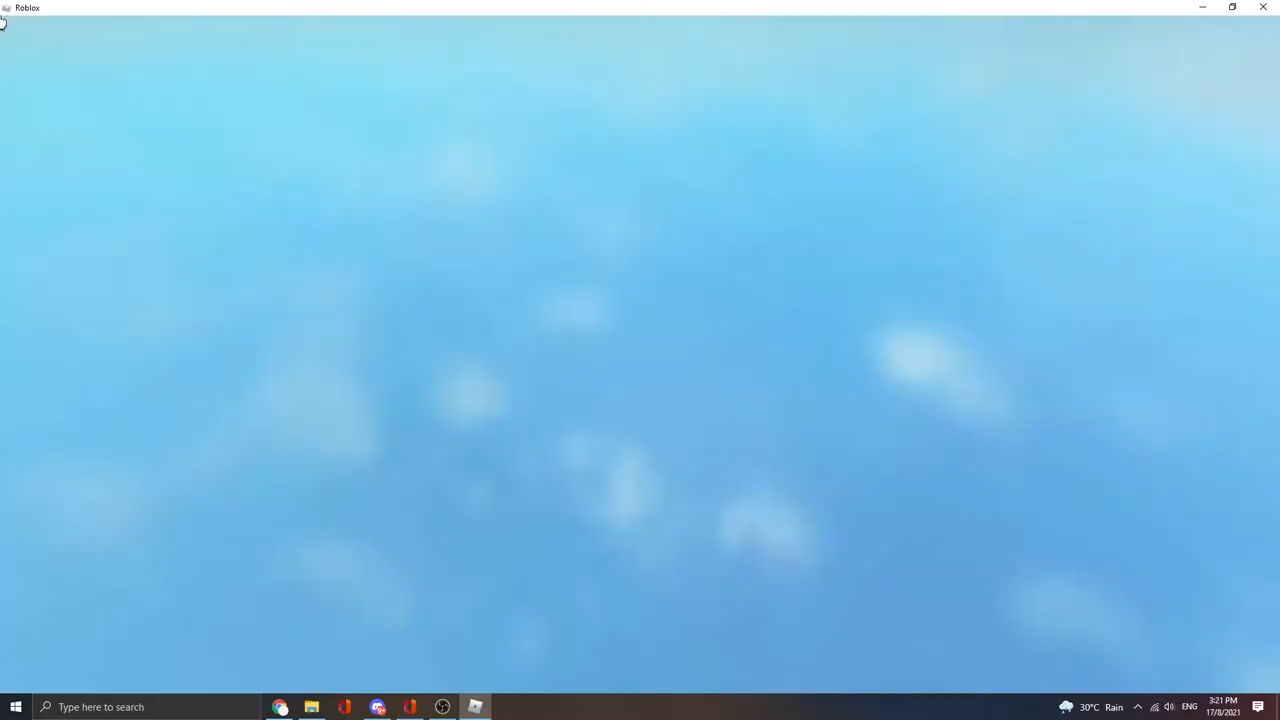 Roblox
Type here to search
30°C Rain
ENG
3:21 PM
17/8/2021